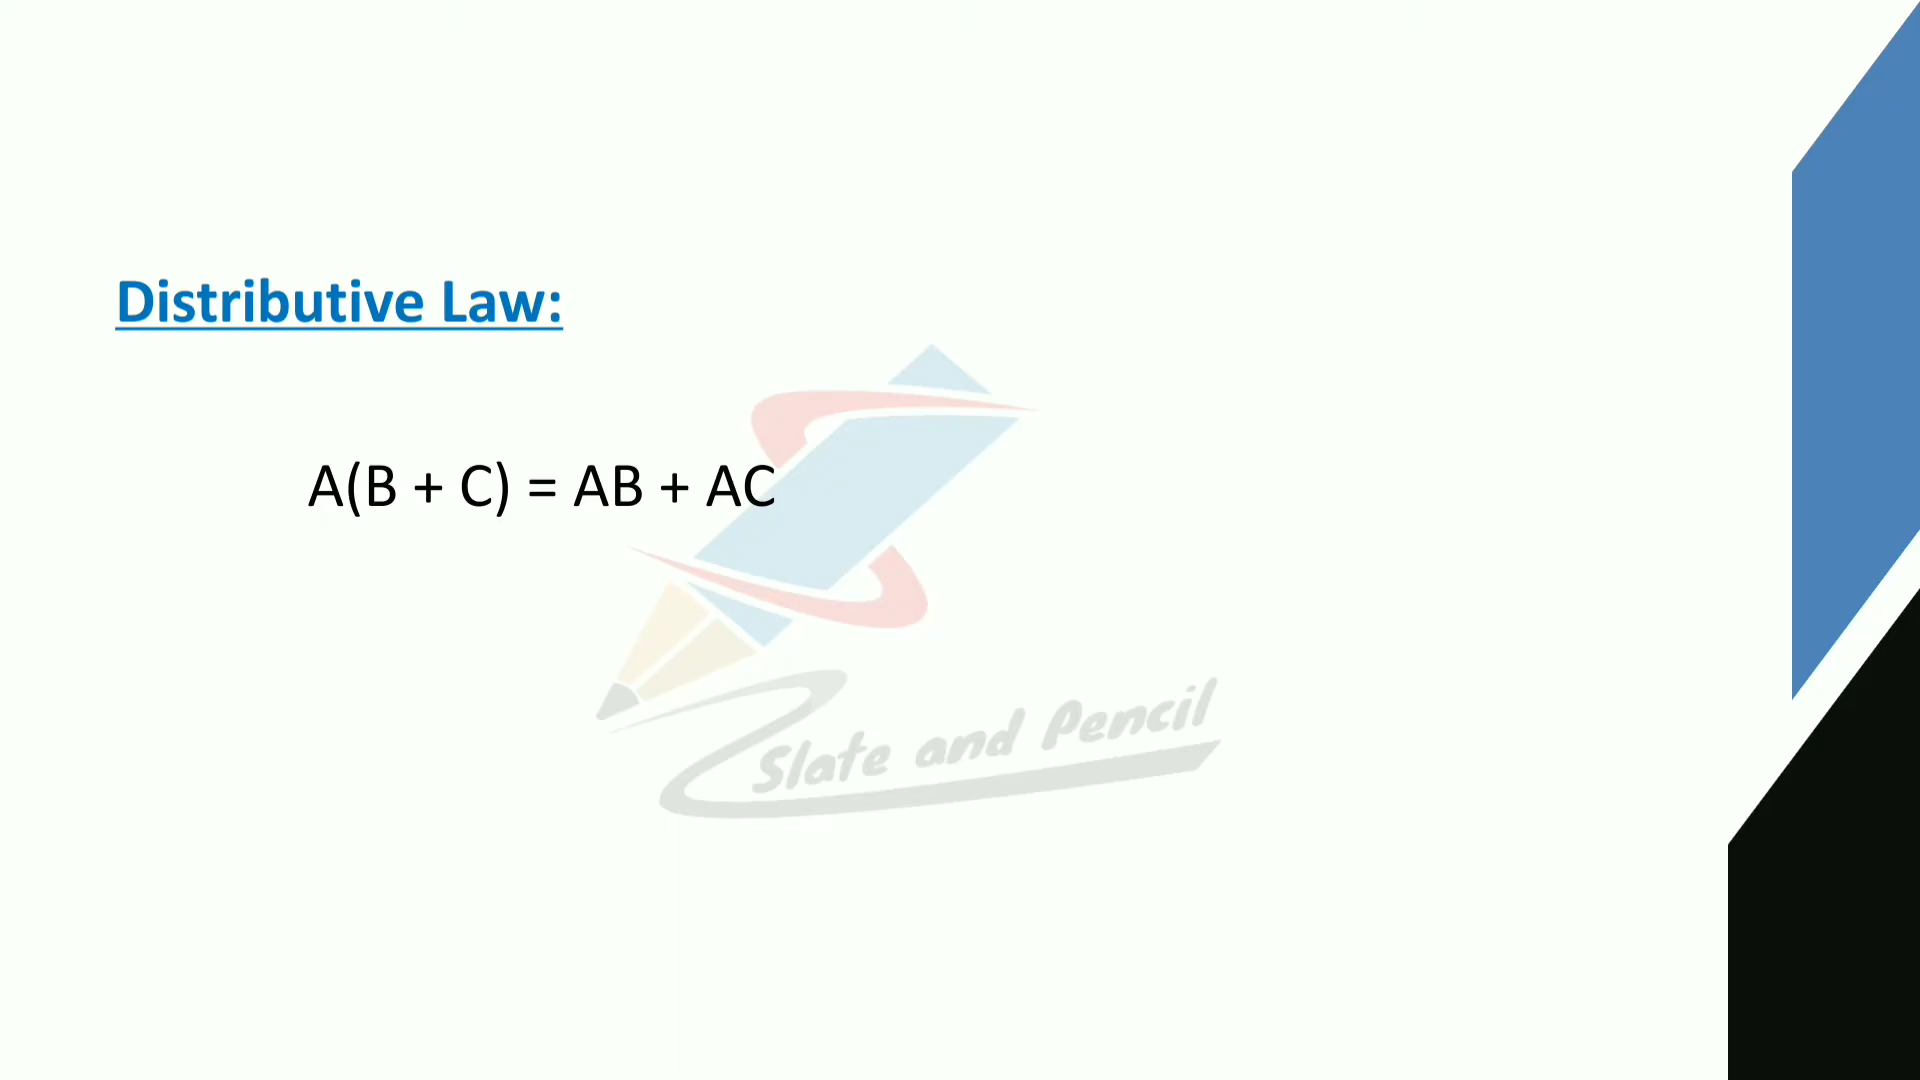 Distributive Law:
A(B + C) = AB + AC
Slate and Pencil